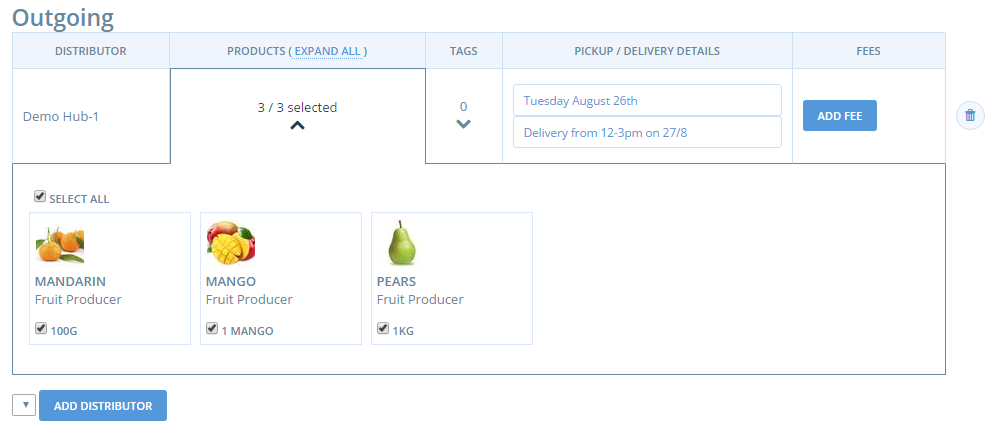 Outgoing
DISTRIBUTOR
PRODUCTS ( EXPAND ALL )
TAGS
PICKUP / DELIVERY DETAILS
FEES
Demo Hub-1
3 / 3 selected
0
Tuesday August 26th
Delivery from 12-3pm on 27/8
ADD FEE
SELECT ALL
MANDARIN
Fruit Producer
100G
MANGO
Fruit Producer
1 MANGO
PEARS
Fruit Producer
1KG
ADD DISTRIBUTOR